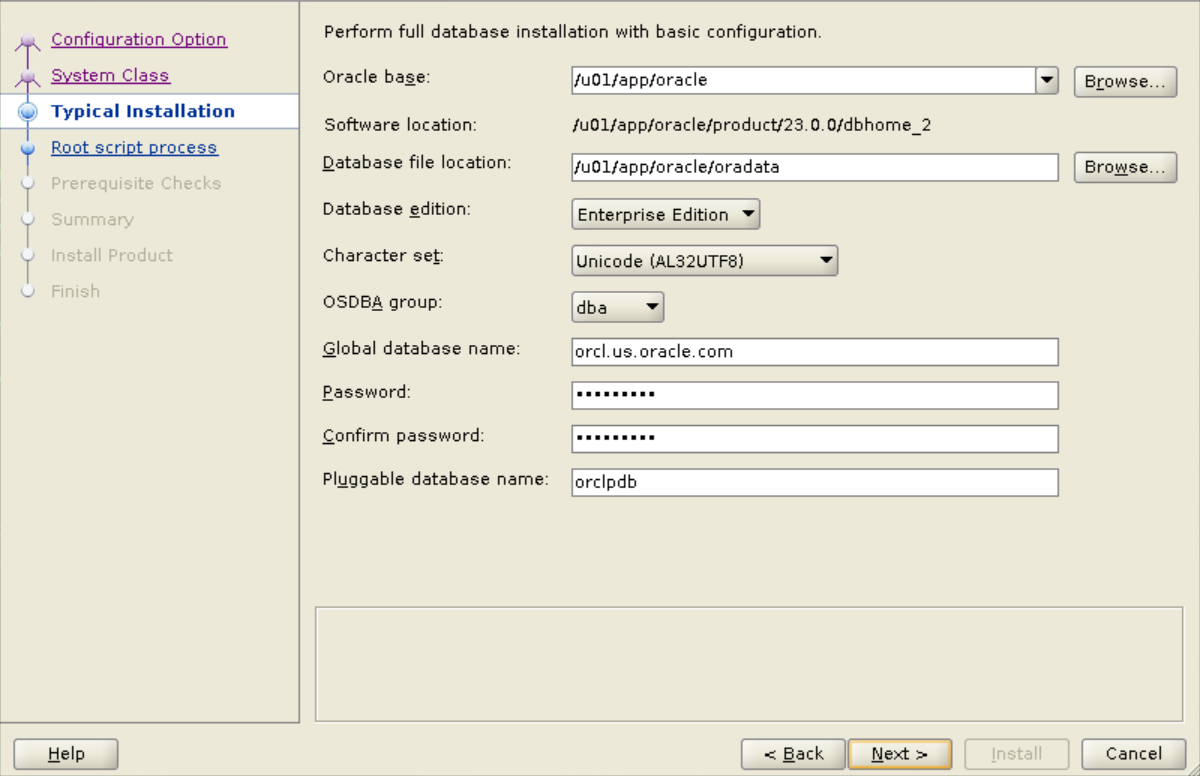 Configuration Option
System Class
Typical Installation
Root script process
Prerequisite Checks
Summary
Install Product
Finish
Perform full database installation with basic configuration.
Oracle base: /u01/app/oracle Browse...
Software location: /u01/app/oracle/product/23.0.0/dbhome_2
Database file location: /u01/app/oracle/oradata Browse...
Database edition: Enterprise Edition
Character set: Unicode (AL32UTF8)
OSDBA group: dba
Global database name: orcl.us.oracle.com
Password: •••••••••
Confirm password: •••••••••
Pluggable database name: orclpdb
Help < Back Next > Install Cancel